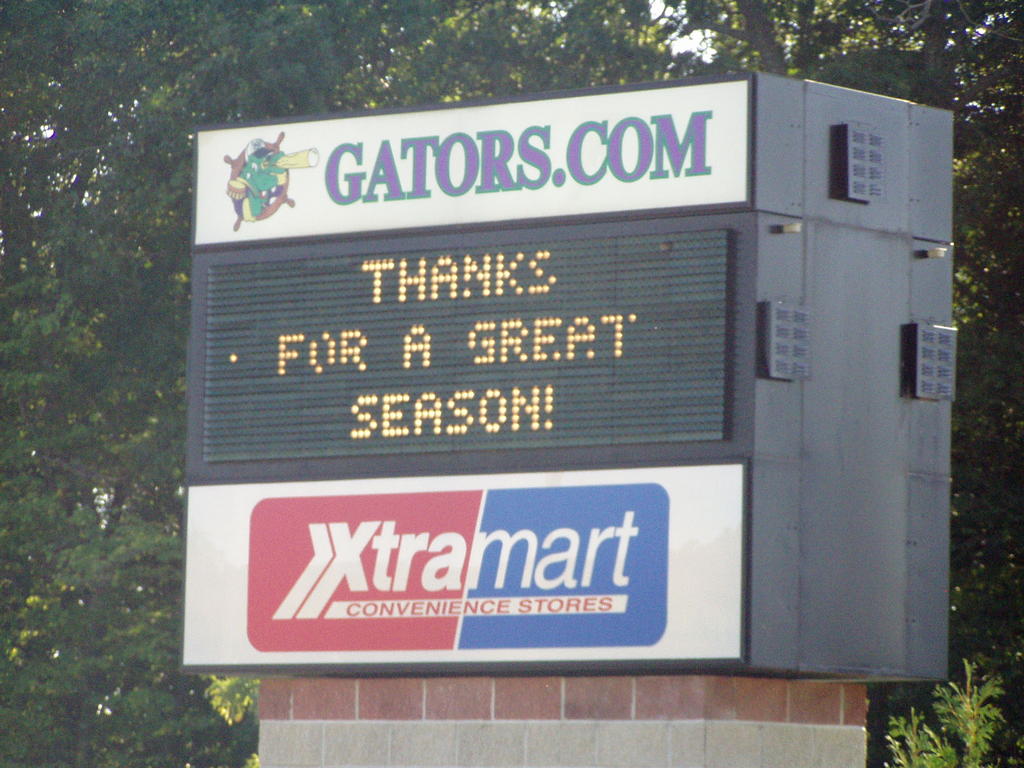 GATORS.COM
THANKS
FOR A GREAT
SEASON!
Xtramart
CONVENIENCE STORES